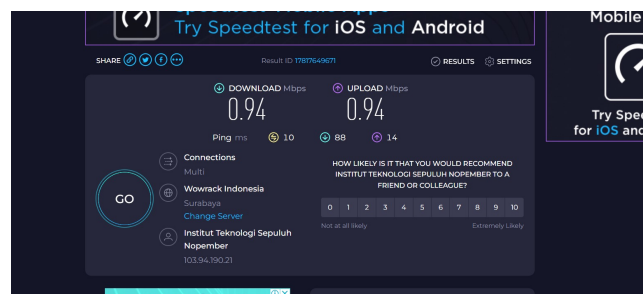 Try Speedtest for iOS and Android
Mobile
SHARE
Result ID 17817649671
RESULTS
SETTINGS
DOWNLOAD Mbps
UPLOAD Mbps
0.94
0.94
Ping ms
10
88
14
Connections
Multi
Wowrack Indonesia
Surabaya
Change Server
Institut Teknologi Sepuluh
Nopember
103.94.190.21
GO
HOW LIKELY IS IT THAT YOU WOULD RECOMMEND
INSTITUT TEKNOLOGI SEPULUH NOPEMBER TO A
FRIEND OR COLLEAGUE?
0 1 2 3 4 5 6 7 8 9 10
Not at all likely
Extremely Likely
Try Spee
for iOS an